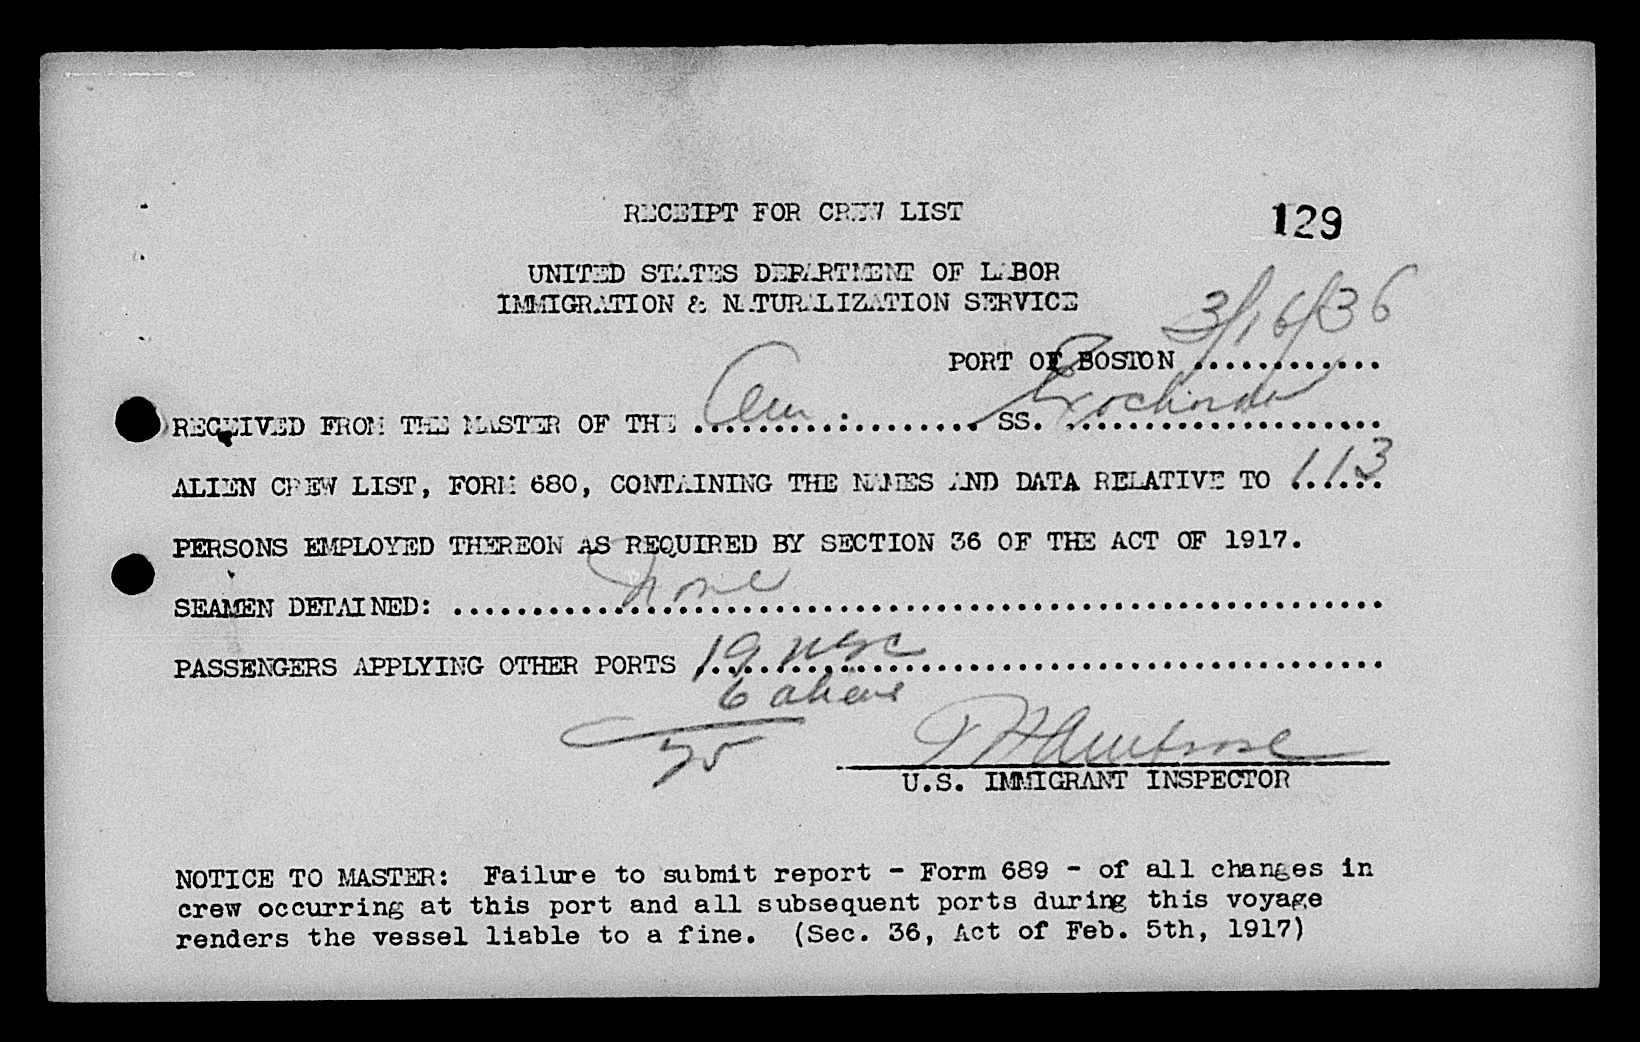 RECEIPT FOR CREW LIST
129
UNITED STATES DEPARTMENT OF LABOR
IMMIGRATION & NATURALIZATION SERVICE
PORT OF BOSTON 3/16/36
RECEIVED FROM THE MASTER OF THE Am SS. Exochorda
ALIEN CREW LIST, FORM 680, CONTAINING THE NAMES AND DATA RELATIVE TO 113
PERSONS EMPLOYED THEREON AS REQUIRED BY SECTION 36 OF THE ACT OF 1917.
SEAMEN DETAINED: None
PASSENGERS APPLYING OTHER PORTS 19
6
25
U.S. IMMIGRANT INSPECTOR
NOTICE TO MASTER: Failure to submit report - Form 689 - of all changes in
crew occurring at this port and all subsequent ports during this voyage
renders the vessel liable to a fine. (Sec. 36, Act of Feb. 5th, 1917)